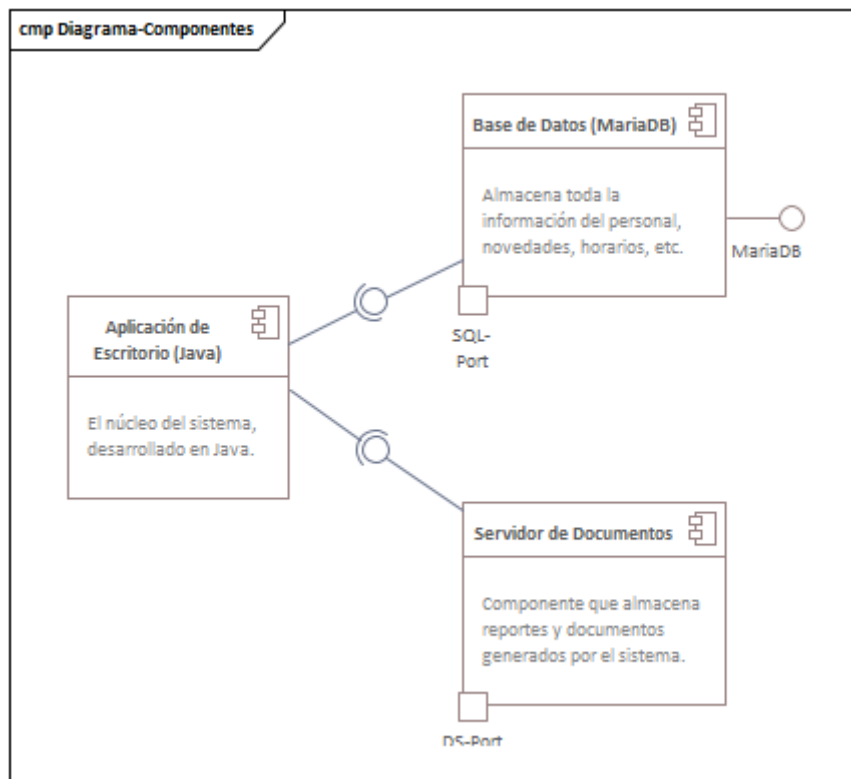 cmp Diagrama-Componentes
Base de Datos (MariaDB)
Almacena toda la
información del personal,
novedades, horarios, etc.
MariaDB
SQL-
Port
Aplicación de
Escritorio (Java)
El núcleo del sistema,
desarrollado en Java.
Servidor de Documentos
Componente que almacena
reportes y documentos
generados por el sistema.
DS-Port